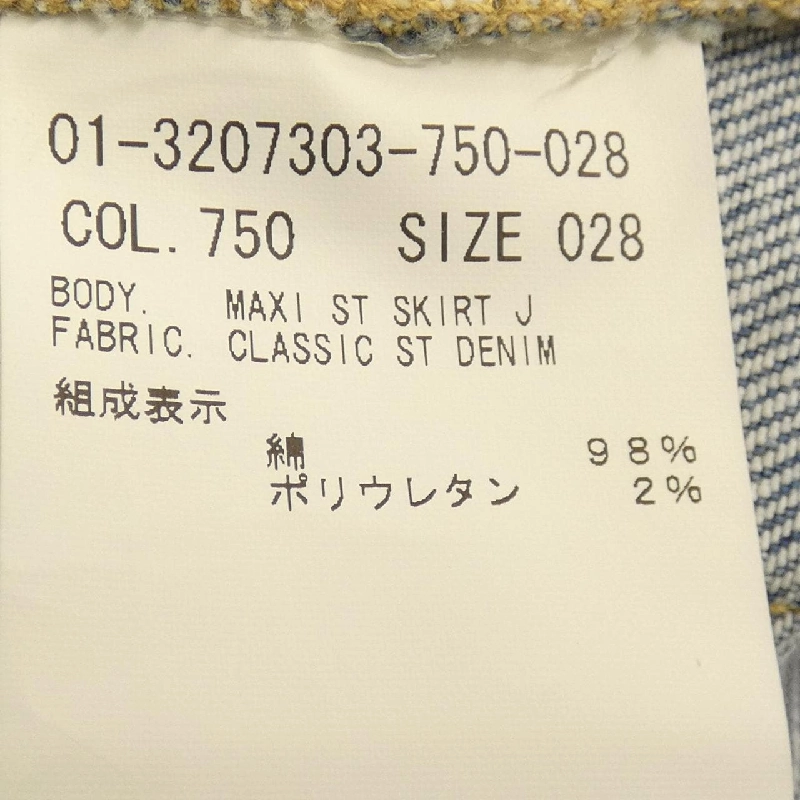 01-3207303-750-028
COL. 750 SIZE 028
BODY. MAXI ST SKIRT J
FABRIC. CLASSIC ST DENIM
組成表示
綿 98%
ポリウレタン 2%